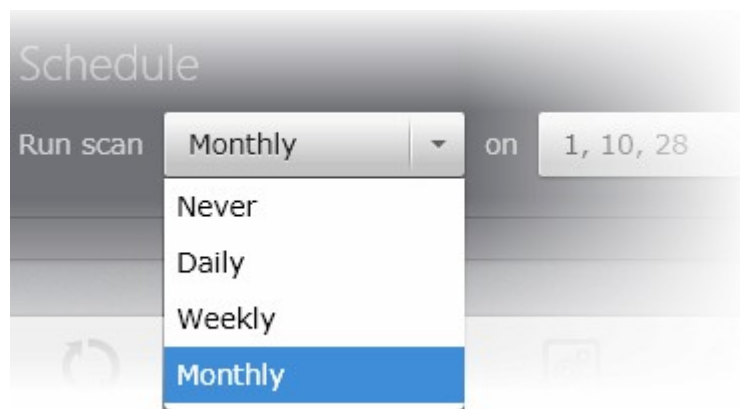 Schedule
Run scan Monthly on 1, 10, 28
Never
Daily
Weekly
Monthly